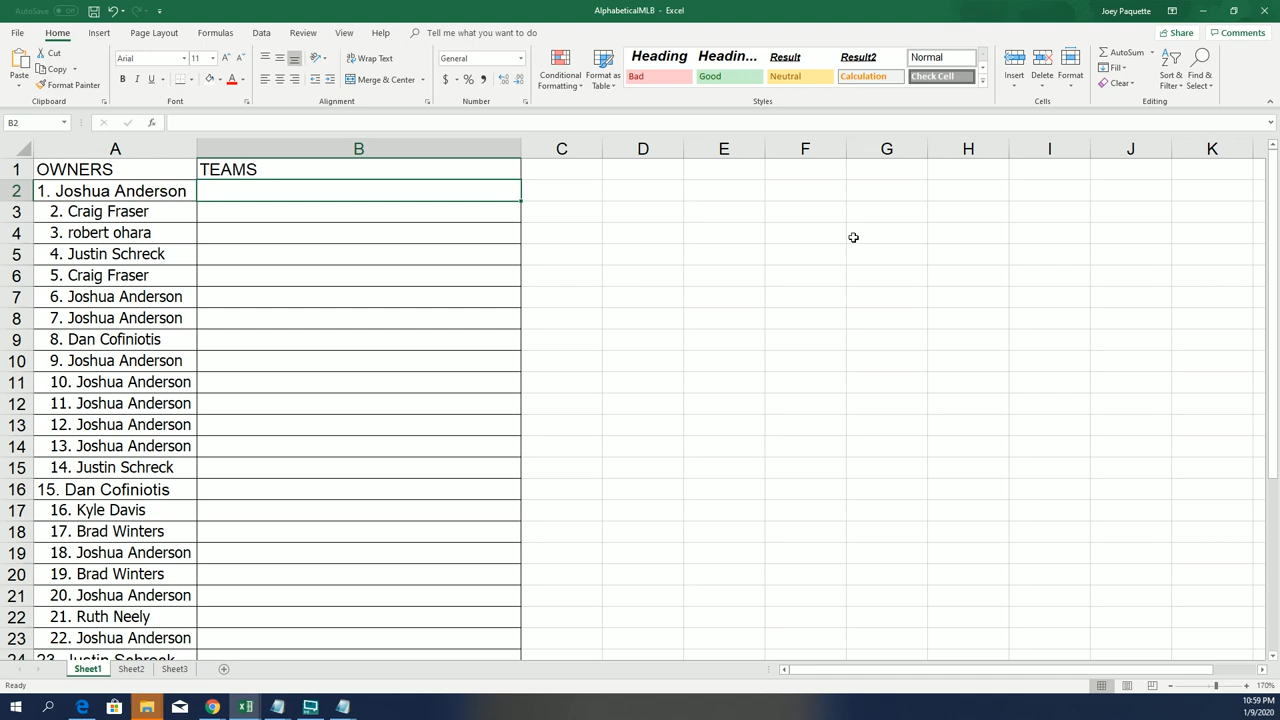 AutoSave Off AlphabeticalMLB - Excel Joey Paquette
File Home Insert Page Layout Formulas Data Review View Help Tell me what you want to do Share Comments
Paste Cut Copy Format Painter Clipboard
Arial 11 B I U A Font
Wrap Text Merge & Center Alignment
General $ % , Number
Conditional Formatting Format as Table
Heading Headin... Result Result2 Normal
Bad Good Neutral Calculation Check Cell
Styles
Insert Delete Format Cells
AutoSum Fill Clear Sort & Filter Find & Select Editing
B2 fx
A B C D E F G H I J K
1 OWNERS TEAMS
2 1. Joshua Anderson
3 2. Craig Fraser
4 3. robert ohara
5 4. Justin Schreck
6 5. Craig Fraser
7 6. Joshua Anderson
8 7. Joshua Anderson
9 8. Dan Cofiniotis
10 9. Joshua Anderson
11 10. Joshua Anderson
12 11. Joshua Anderson
13 12. Joshua Anderson
14 13. Joshua Anderson
15 14. Justin Schreck
16 15. Dan Cofiniotis
17 16. Kyle Davis
18 17. Brad Winters
19 18. Joshua Anderson
20 19. Brad Winters
21 20. Joshua Anderson
22 21. Ruth Neely
23 22. Joshua Anderson
24 23. Justin Schreck
Sheet1 Sheet2 Sheet3
Ready 170%
10:59 PM
1/9/2020